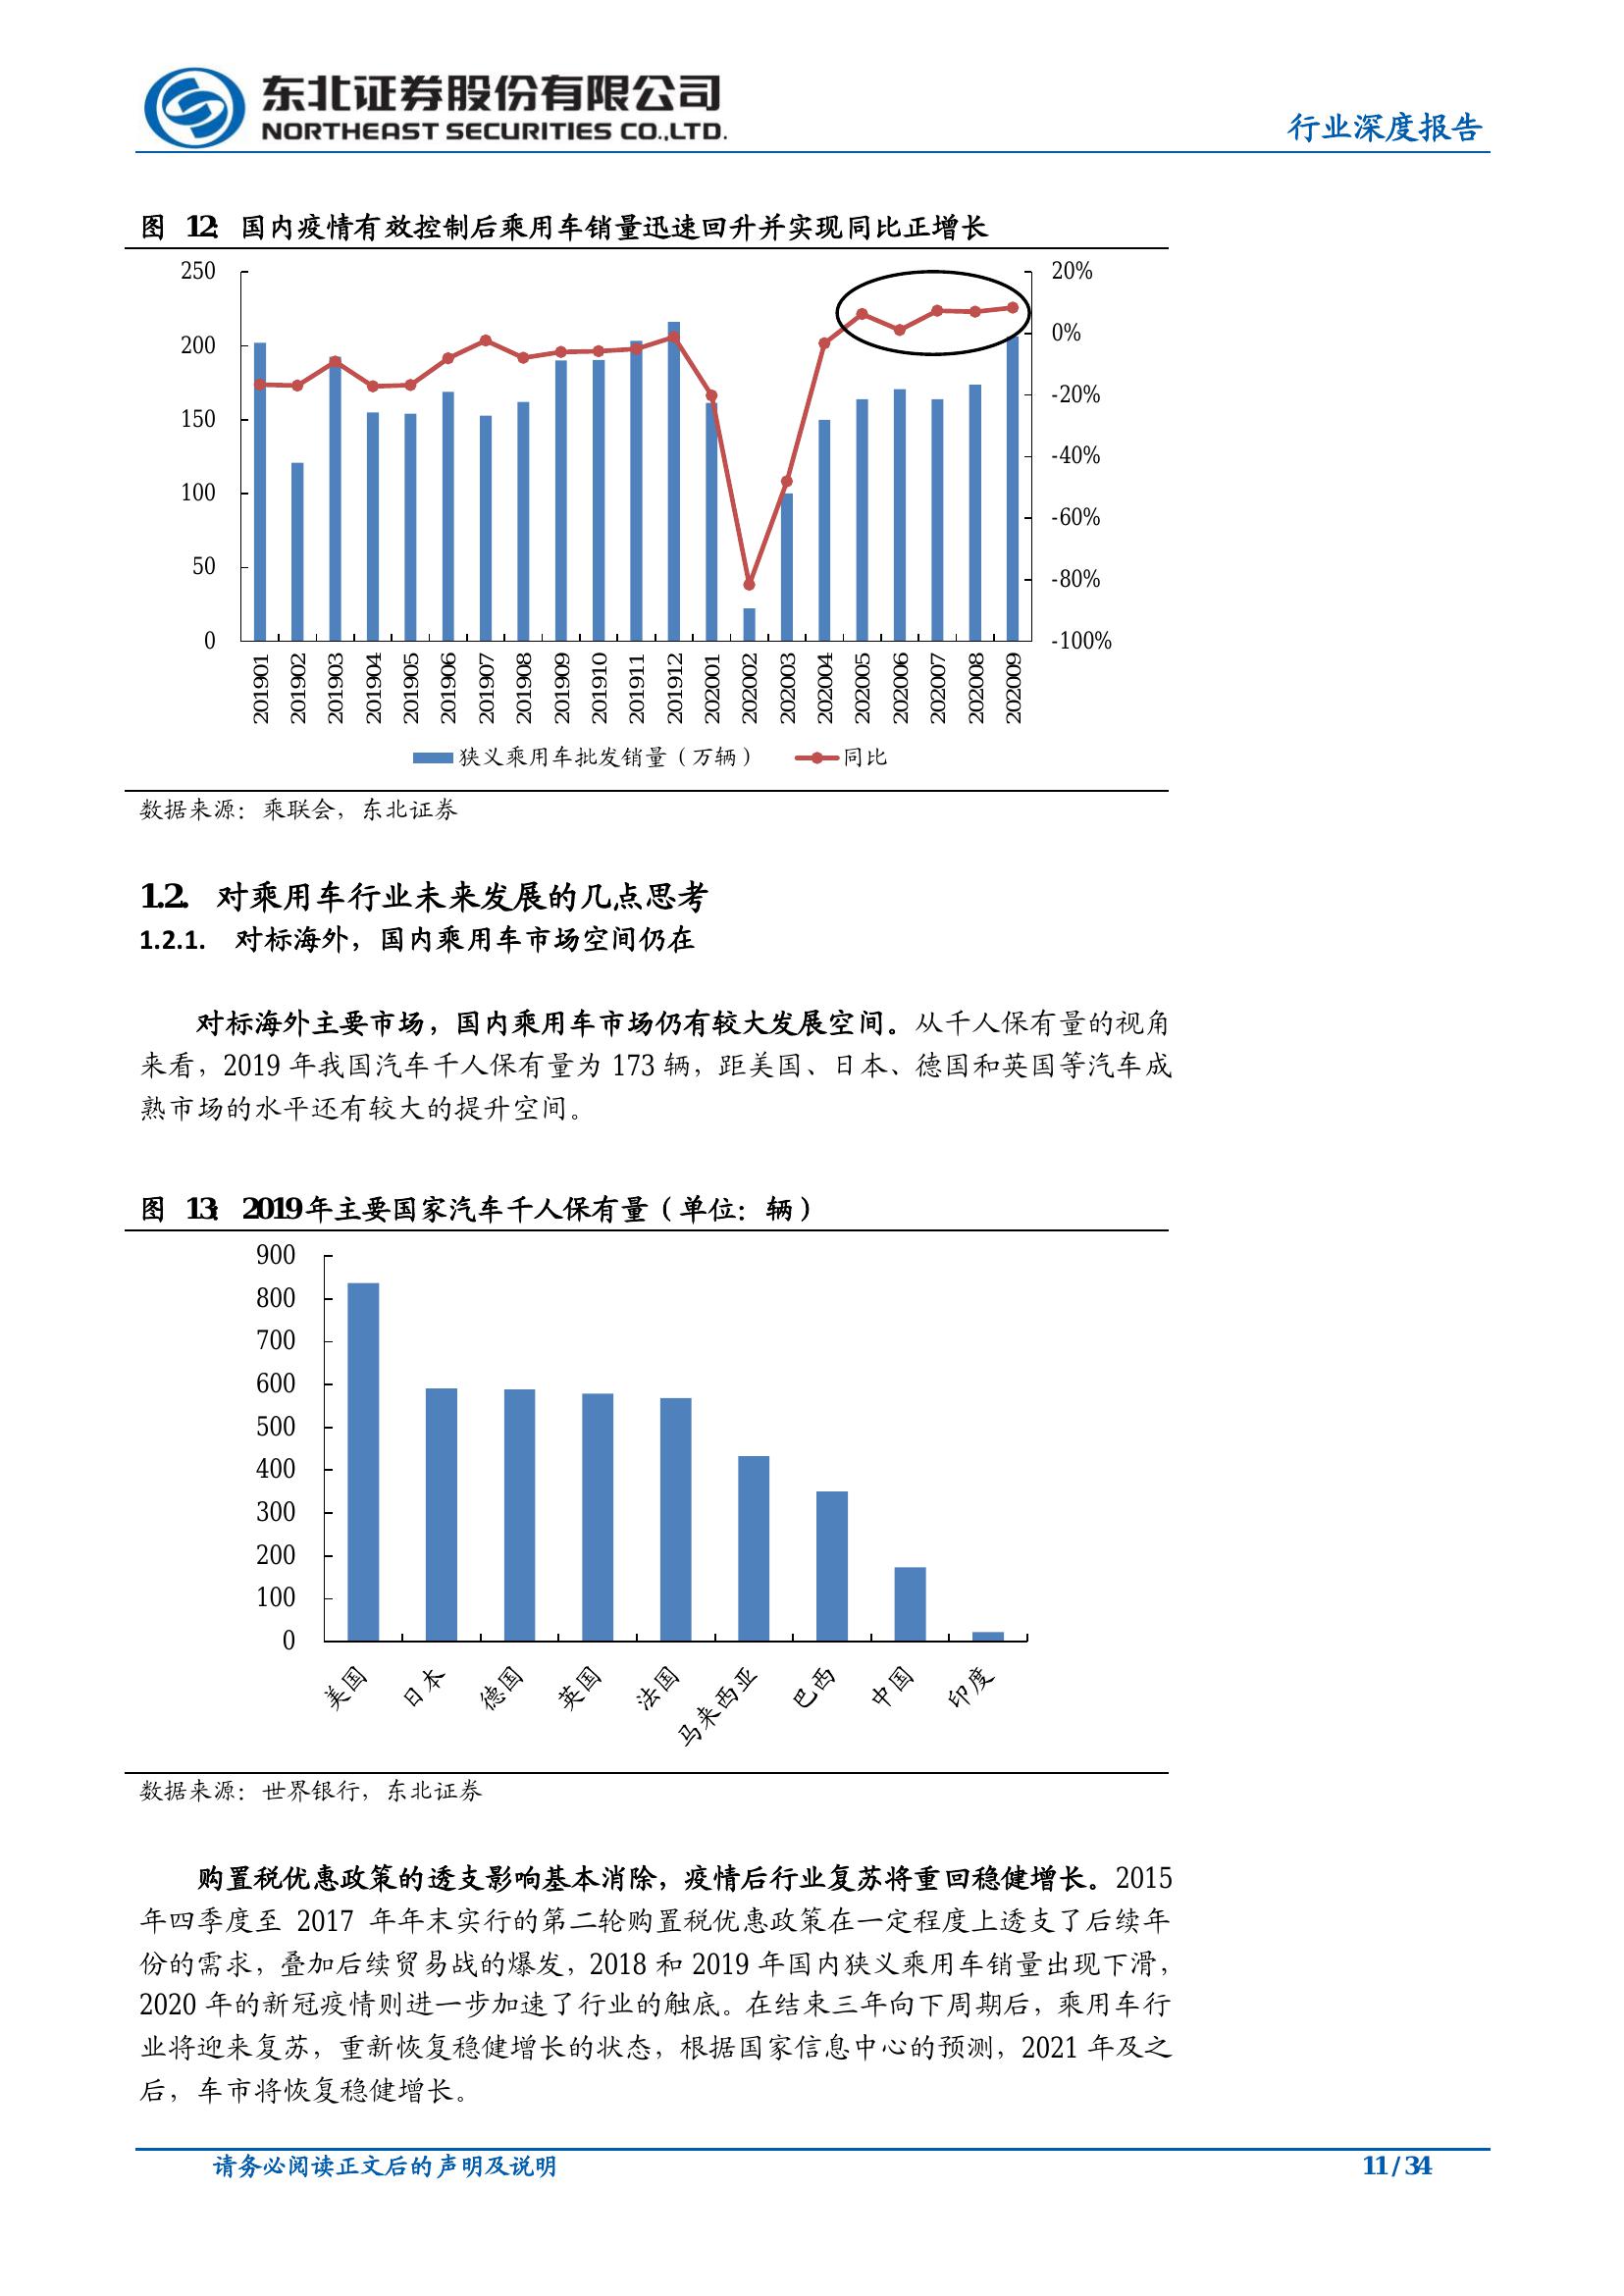 东北证券股份有限公司
NORTHEAST SECURITIES CO.,LTD.
行业深度报告
图 12: 国内疫情有效控制后乘用车销量迅速回升并实现同比正增长
250
200
150
100
50
0
20%
0%
-20%
-40%
-60%
-80%
-100%
201901
201902
201903
201904
201905
201906
201907
201908
201909
201910
201911
201912
202001
202002
202003
202004
202005
202006
202007
202008
202009
狭义乘用车批发销量（万辆） 同比
数据来源：乘联会，东北证券
1.2. 对乘用车行业未来发展的几点思考
1.2.1. 对标海外，国内乘用车市场空间仍在
对标海外主要市场，国内乘用车市场仍有较大发展空间。从千人保有量的视角
来看，2019 年我国汽车千人保有量为 173 辆，距美国、日本、德国和英国等汽车成
熟市场的水平还有较大的提升空间。
图 13: 2019 年主要国家汽车千人保有量（单位：辆）
900
800
700
600
500
400
300
200
100
0
美国
日本
德国
英国
法国
马来西亚
巴西
中国
印度
数据来源：世界银行，东北证券
购置税优惠政策的透支影响基本消除，疫情后行业复苏将重回稳健增长。2015
年四季度至 2017 年年末实行的第二轮购置税优惠政策在一定程度上透支了后续年
份的需求，叠加后续贸易战的爆发，2018 和 2019 年国内狭义乘用车销量出现下滑，
2020 年的新冠疫情则进一步加速了行业的触底。在结束三年向下周期后，乘用车行
业将迎来复苏，重新恢复稳健增长的状态，根据国家信息中心的预测，2021 年及之
后，车市将恢复稳健增长。
请务必阅读正文后的声明及说明
11 / 34